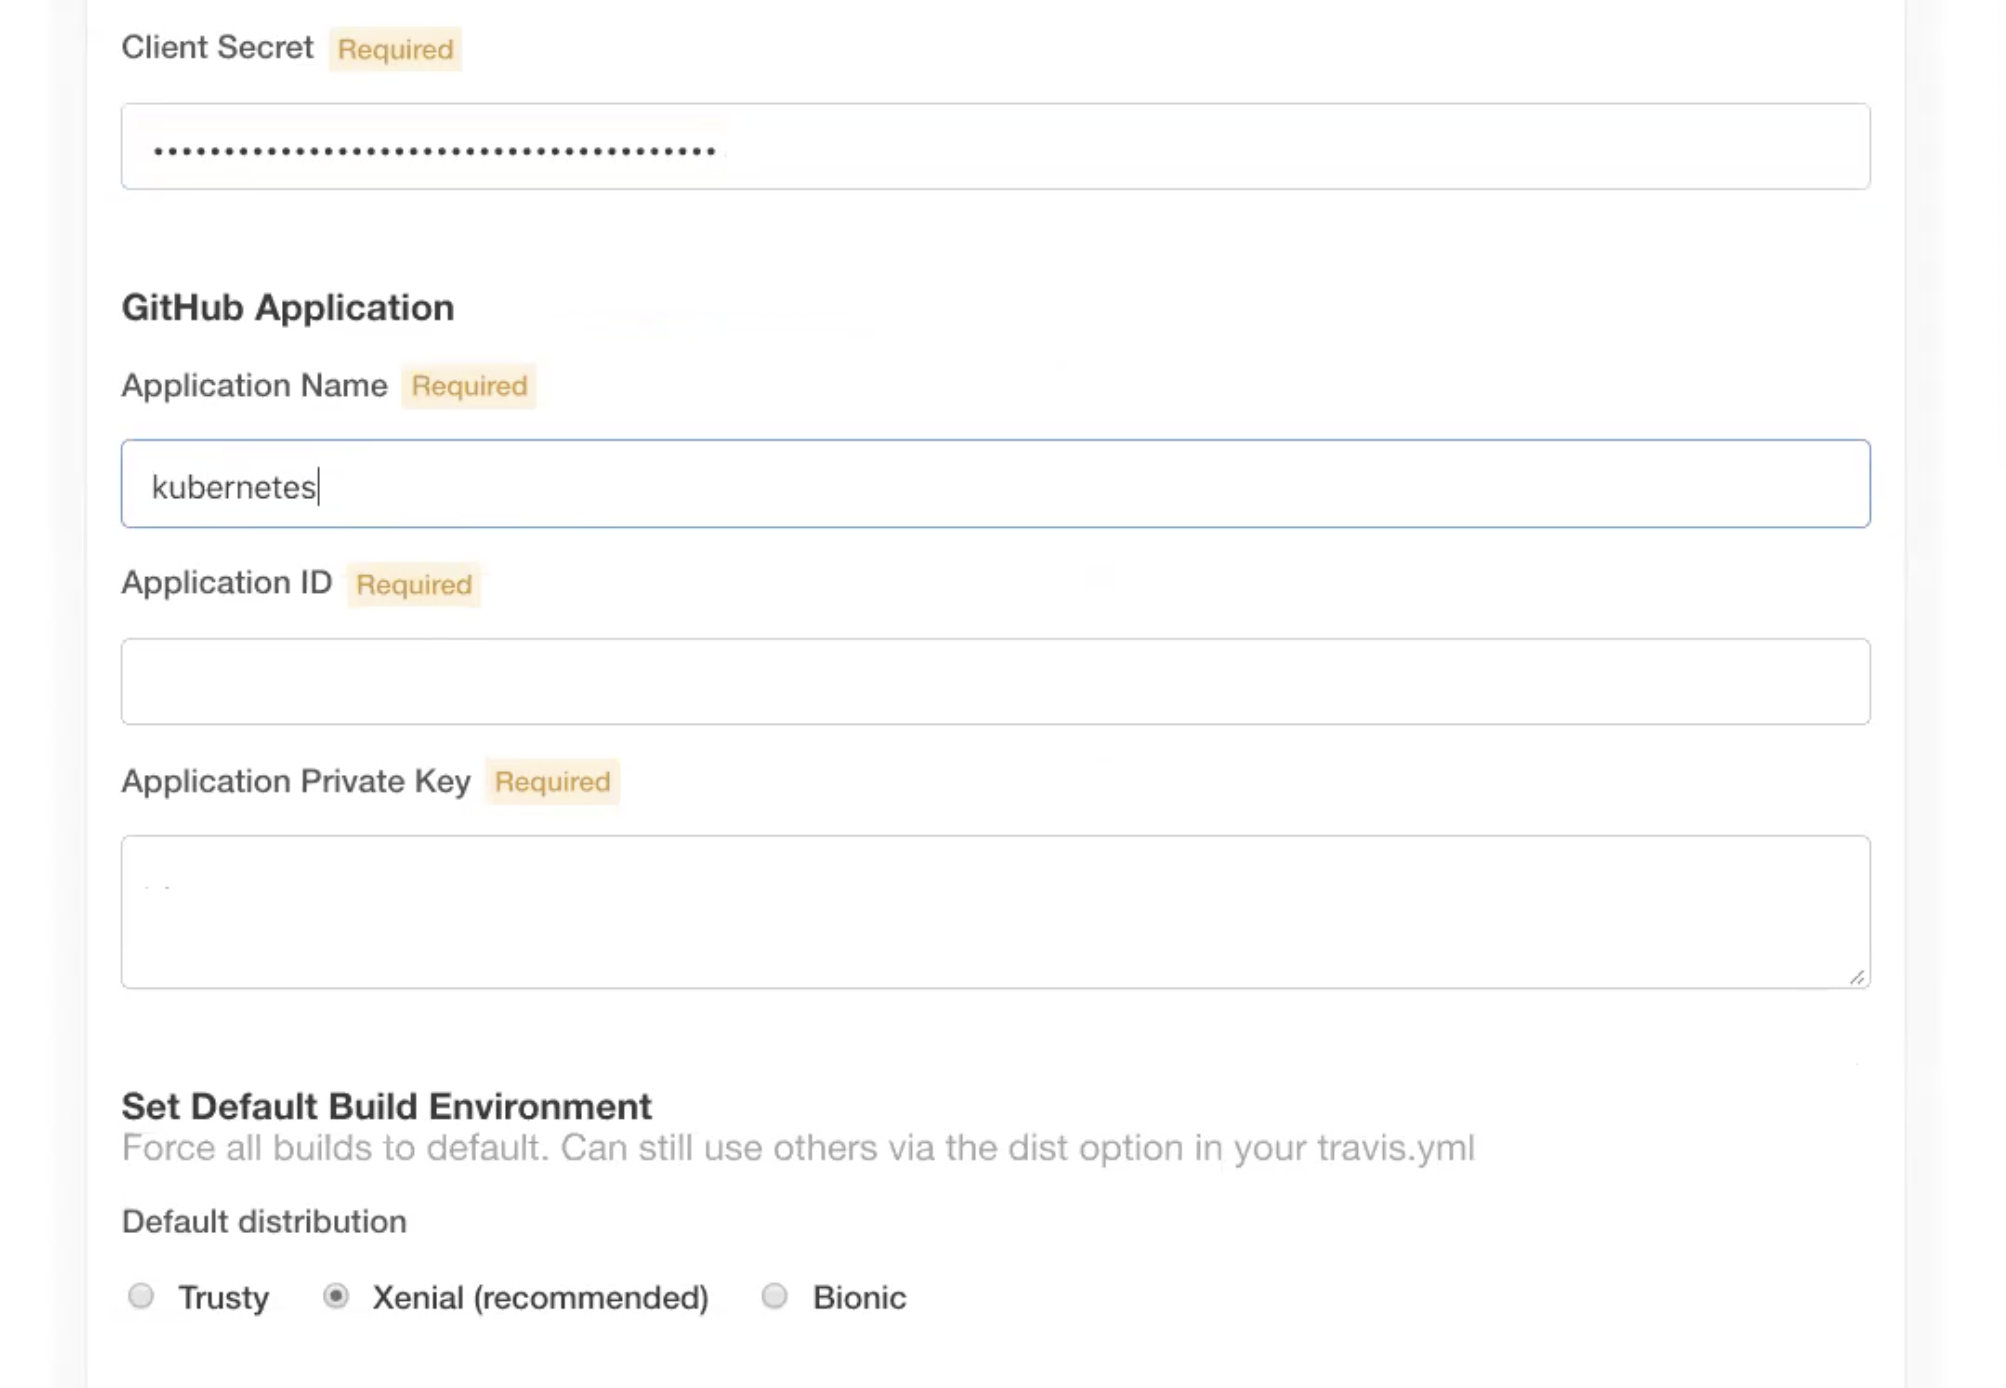 Client Secret Required
••••••••••••••••••••••••••••••••••••••••
GitHub Application
Application Name Required
kubernetes
Application ID Required
Application Private Key Required
Set Default Build Environment
Force all builds to default. Can still use others via the dist option in your travis.yml
Default distribution
Trusty Xenial (recommended) Bionic